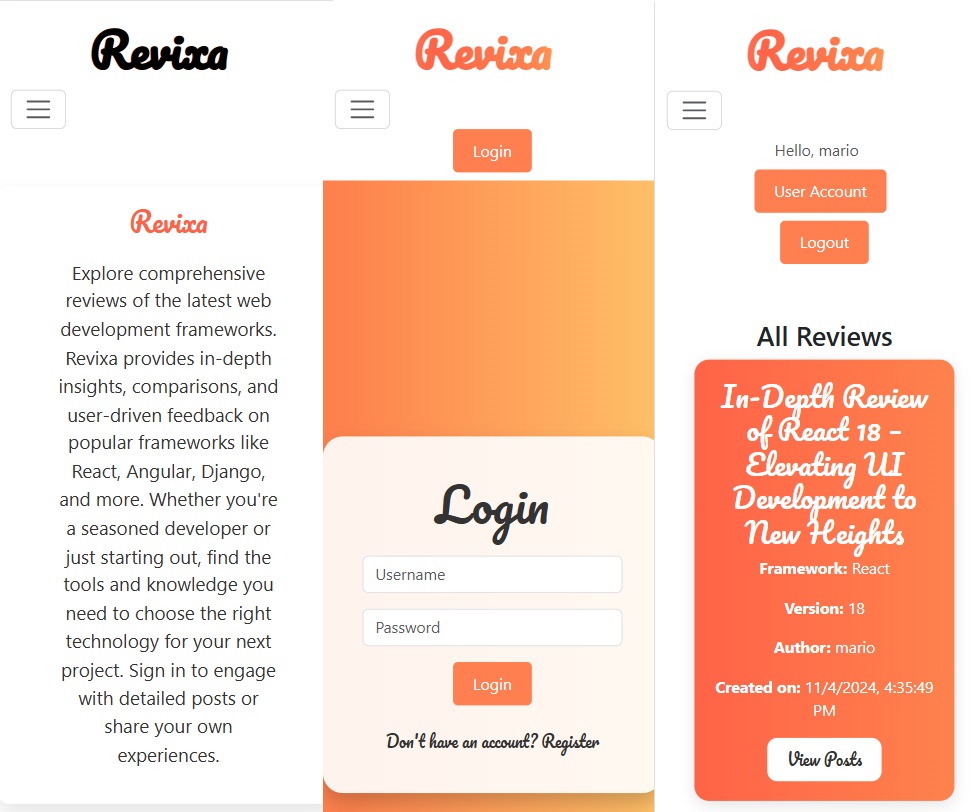 Revixa
Revixa
Explore comprehensive
reviews of the latest web
development frameworks.
Revixa provides in-depth
insights, comparisons, and
user-driven feedback on
popular frameworks like
React, Angular, Django,
and more. Whether you're
a seasoned developer or
just starting out, find the
tools and knowledge you
need to choose the right
technology for your next
project. Sign in to engage
with detailed posts or
share your own
experiences.
Revixa
Login
Login
Username
Password
Login
Don't have an account? Register
Revixa
Hello, mario
User Account
Logout
All Reviews
In-Depth Review
of React 18 –
Elevating UI
Development to
New Heights
Framework: React
Version: 18
Author: mario
Created on: 11/4/2024, 4:35:49
PM
View Posts